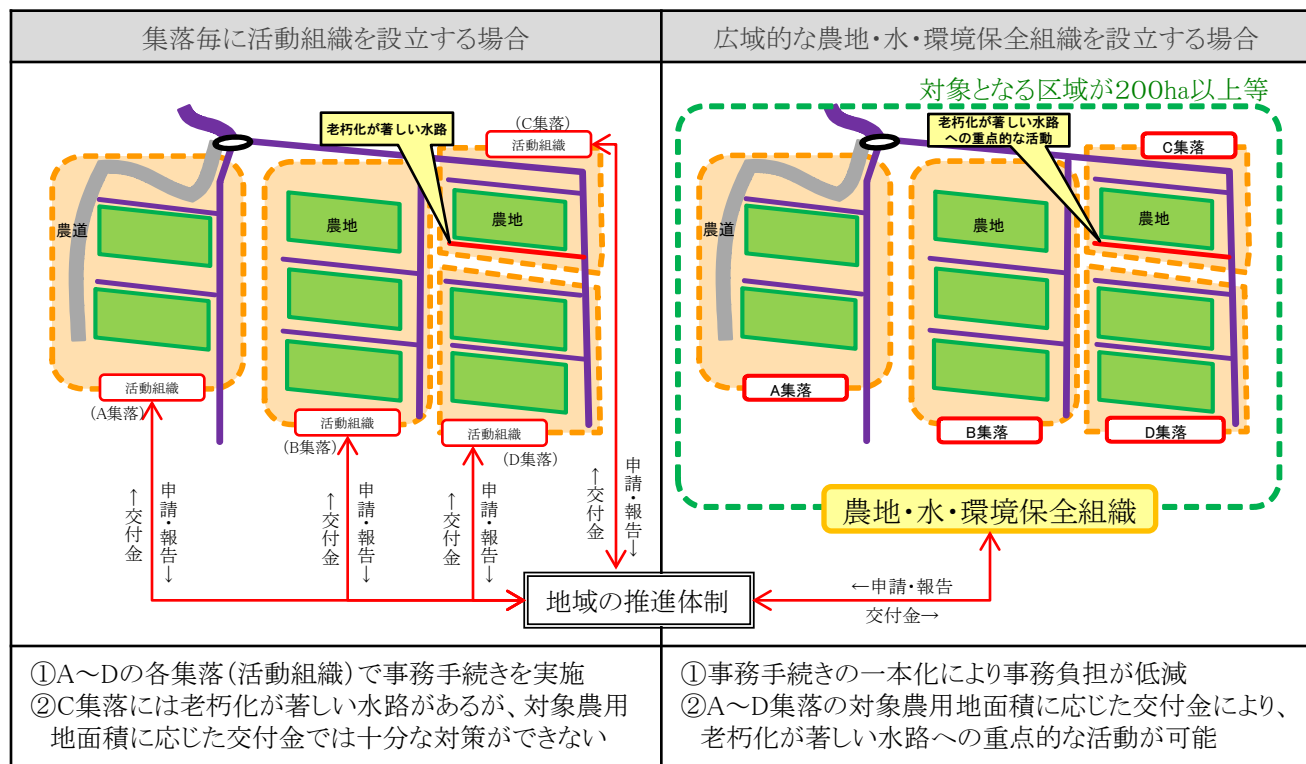 集落毎に活動組織を設立する場合
老朽化が著しい水路
(C集落)
活動組織
農道
農地
農地
活動組織
(A集落)
活動組織
(B集落)
活動組織
(D集落)
←交付金
申請・報告→
←交付金
申請・報告→
←交付金
申請・報告→
←交付金
申請・報告→
地域の推進体制
①A～Dの各集落(活動組織)で事務手続きを実施
②C集落には老朽化が著しい水路があるが、対象農用
地面積に応じた交付金では十分な対策ができない
広域的な農地・水・環境保全組織を設立する場合
対象となる区域が200ha以上等
老朽化が著しい水路
への重点的な活動
C集落
農道
農地
農地
A集落
B集落
D集落
農地・水・環境保全組織
←申請・報告
交付金→
①事務手続きの一本化により事務負担が低減
②A～D集落の対象農用地面積に応じた交付金により、
老朽化が著しい水路への重点的な活動が可能